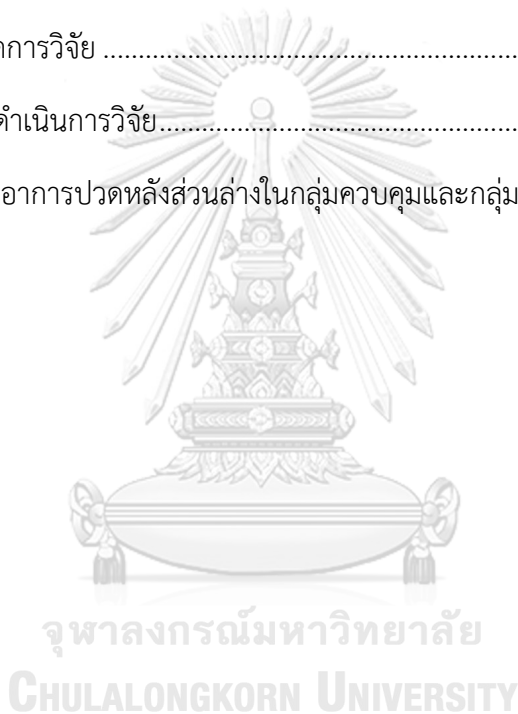 การวิจัย ......................................................
ดำเนินการวิจัย...............................................
อาการปวดหลังส่วนล่างในกลุ่มควบคุมและกลุ่ม
จุฬาลงกรณ์มหาวิทยาลัย
CHULALONGKORN UNIVERSITY